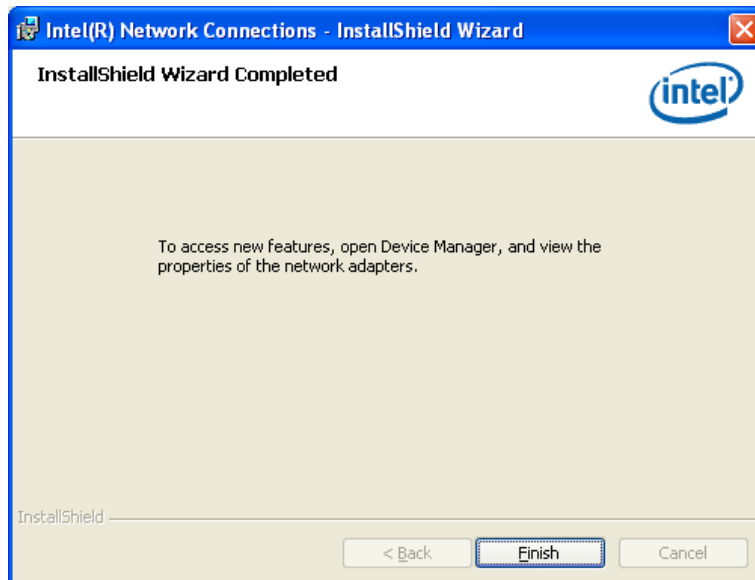 Intel(R) Network Connections - InstallShield Wizard
InstallShield Wizard Completed
intel
To access new features, open Device Manager, and view the
properties of the network adapters.
InstallShield
< Back
Finish
Cancel